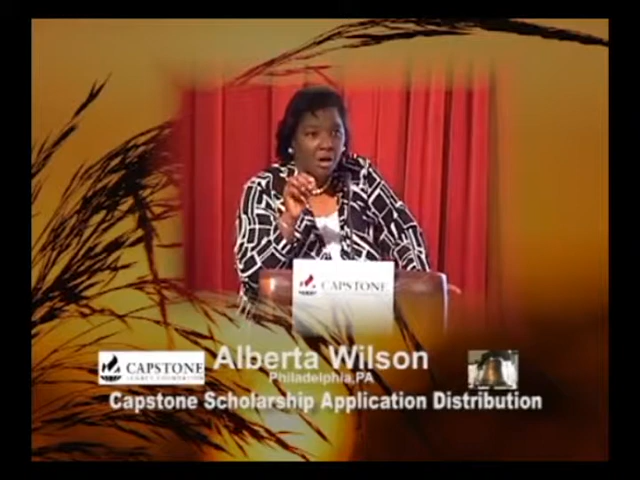 CAPSTONE
CAPSTONE
Alberta Wilson
Philadelphia,PA
Capstone Scholarship Application Distribution